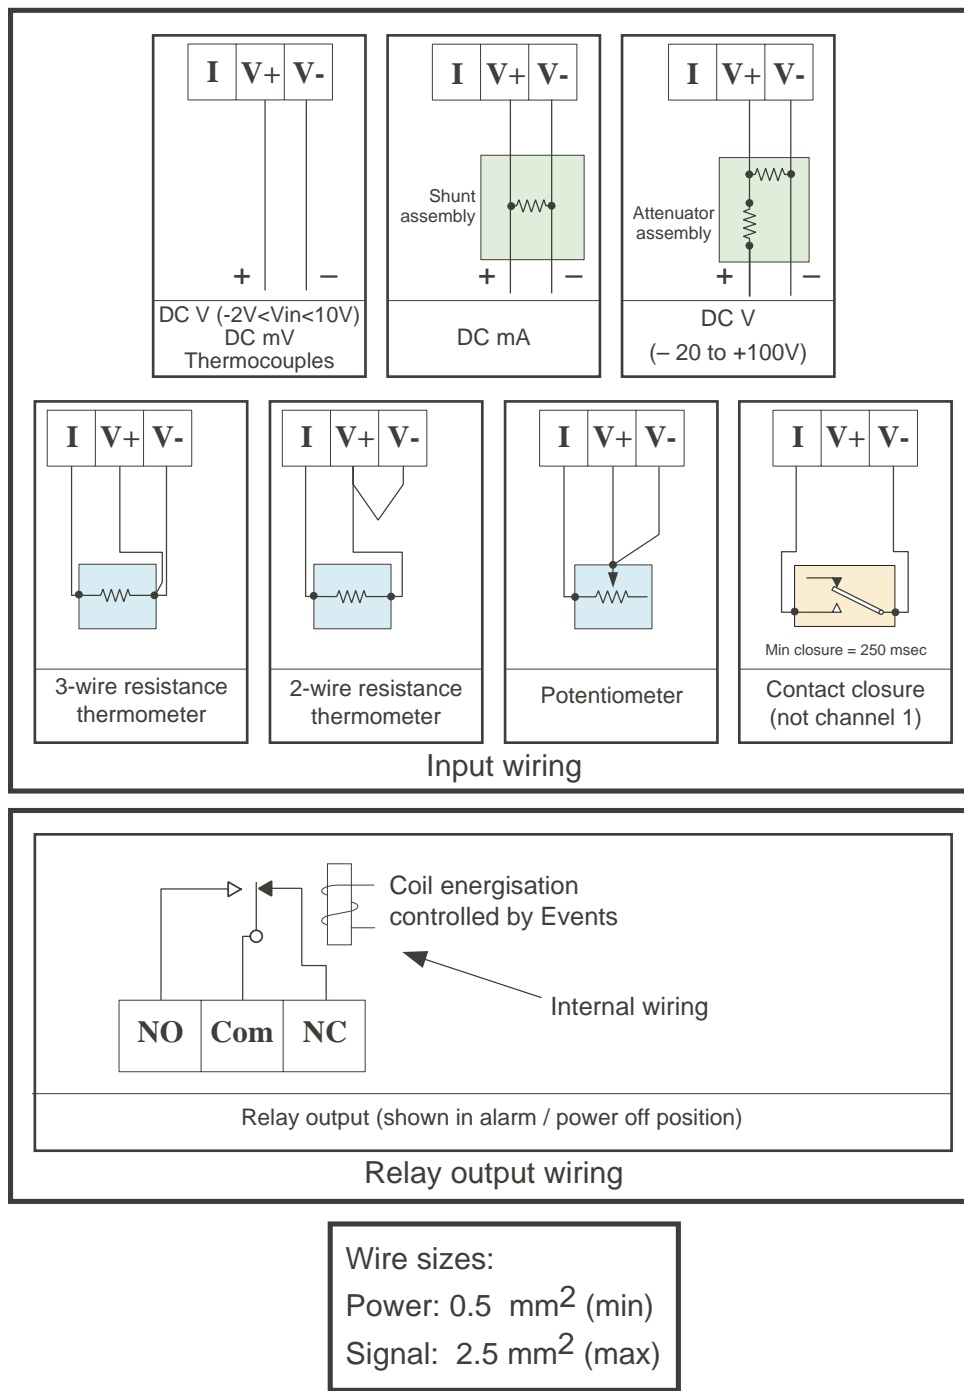 I V+ V-
+ –
DC V (-2V<Vin<10V)
DC mV
Thermocouples
I V+ V-
Shunt
assembly
+ –
DC mA
I V+ V-
Attenuator
assembly
+ –
DC V
(– 20 to +100V)
I V+ V-
3-wire resistance
thermometer
I V+ V-
2-wire resistance
thermometer
I V+ V-
Potentiometer
I V+ V-
Min closure = 250 msec
Contact closure
(not channel 1)
Input wiring
Coil energisation
controlled by Events
Internal wiring
NO Com NC
Relay output (shown in alarm / power off position)
Relay output wiring
Wire sizes:
Power: 0.5 mm² (min)
Signal: 2.5 mm² (max)